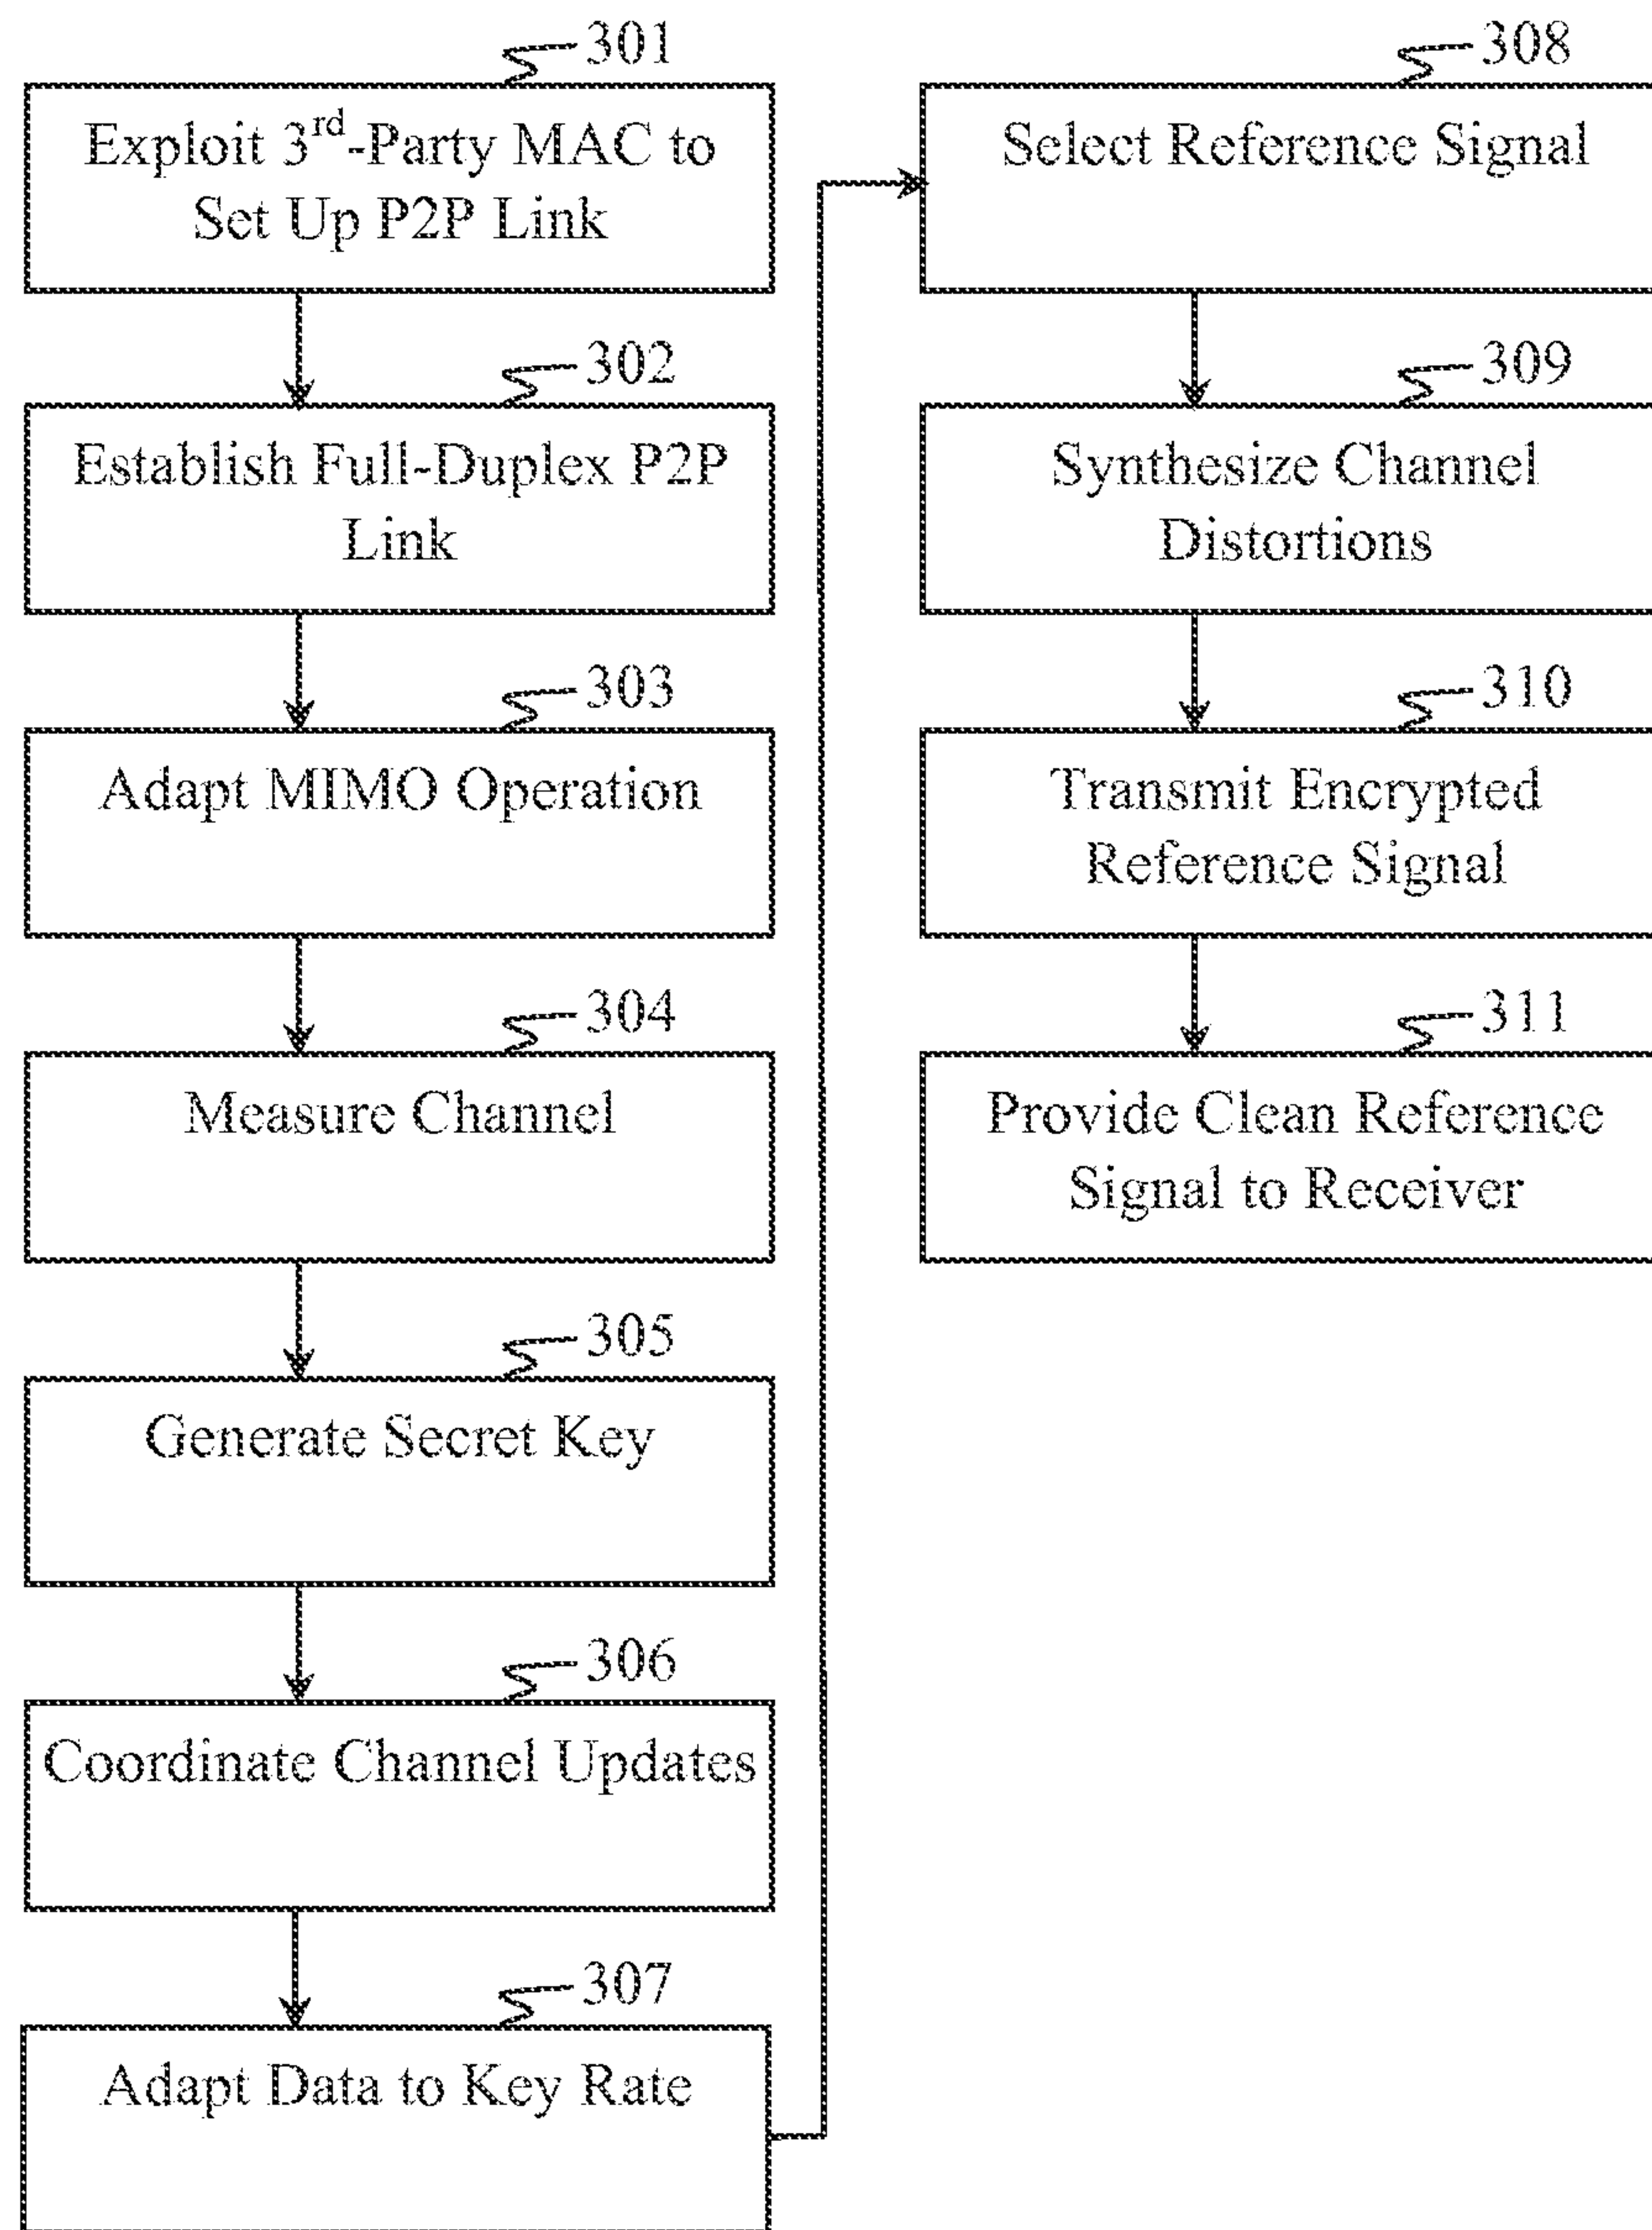 301
Exploit 3rd-Party MAC to
Set Up P2P Link
302
Establish Full-Duplex P2P
Link
303
Adapt MIMO Operation
304
Measure Channel
305
Generate Secret Key
306
Coordinate Channel Updates
307
Adapt Data to Key Rate
308
Select Reference Signal
309
Synthesize Channel
Distortions
310
Transmit Encrypted
Reference Signal
311
Provide Clean Reference
Signal to Receiver